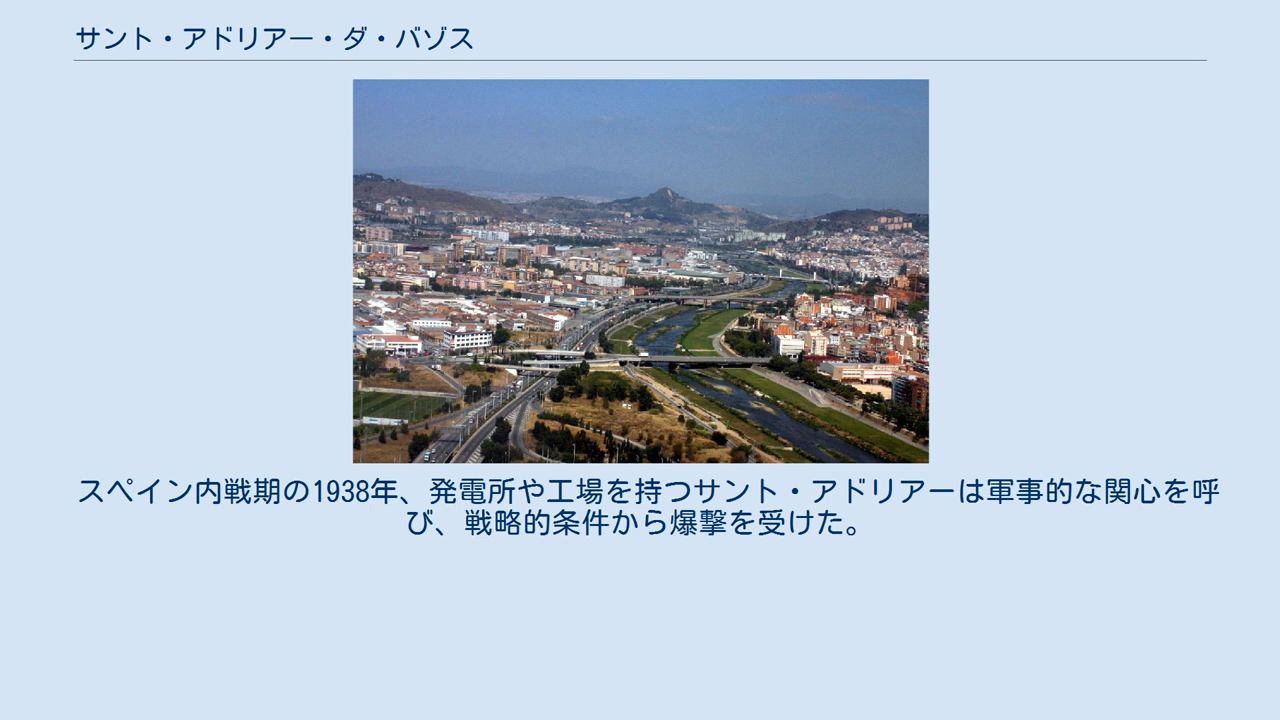 サント・アドリアー・ダ・バゾス
スペイン内戦期の1938年、発電所や工場を持つサント・アドリアーは軍事的な関心を呼
び、戦略的条件から爆撃を受けた。